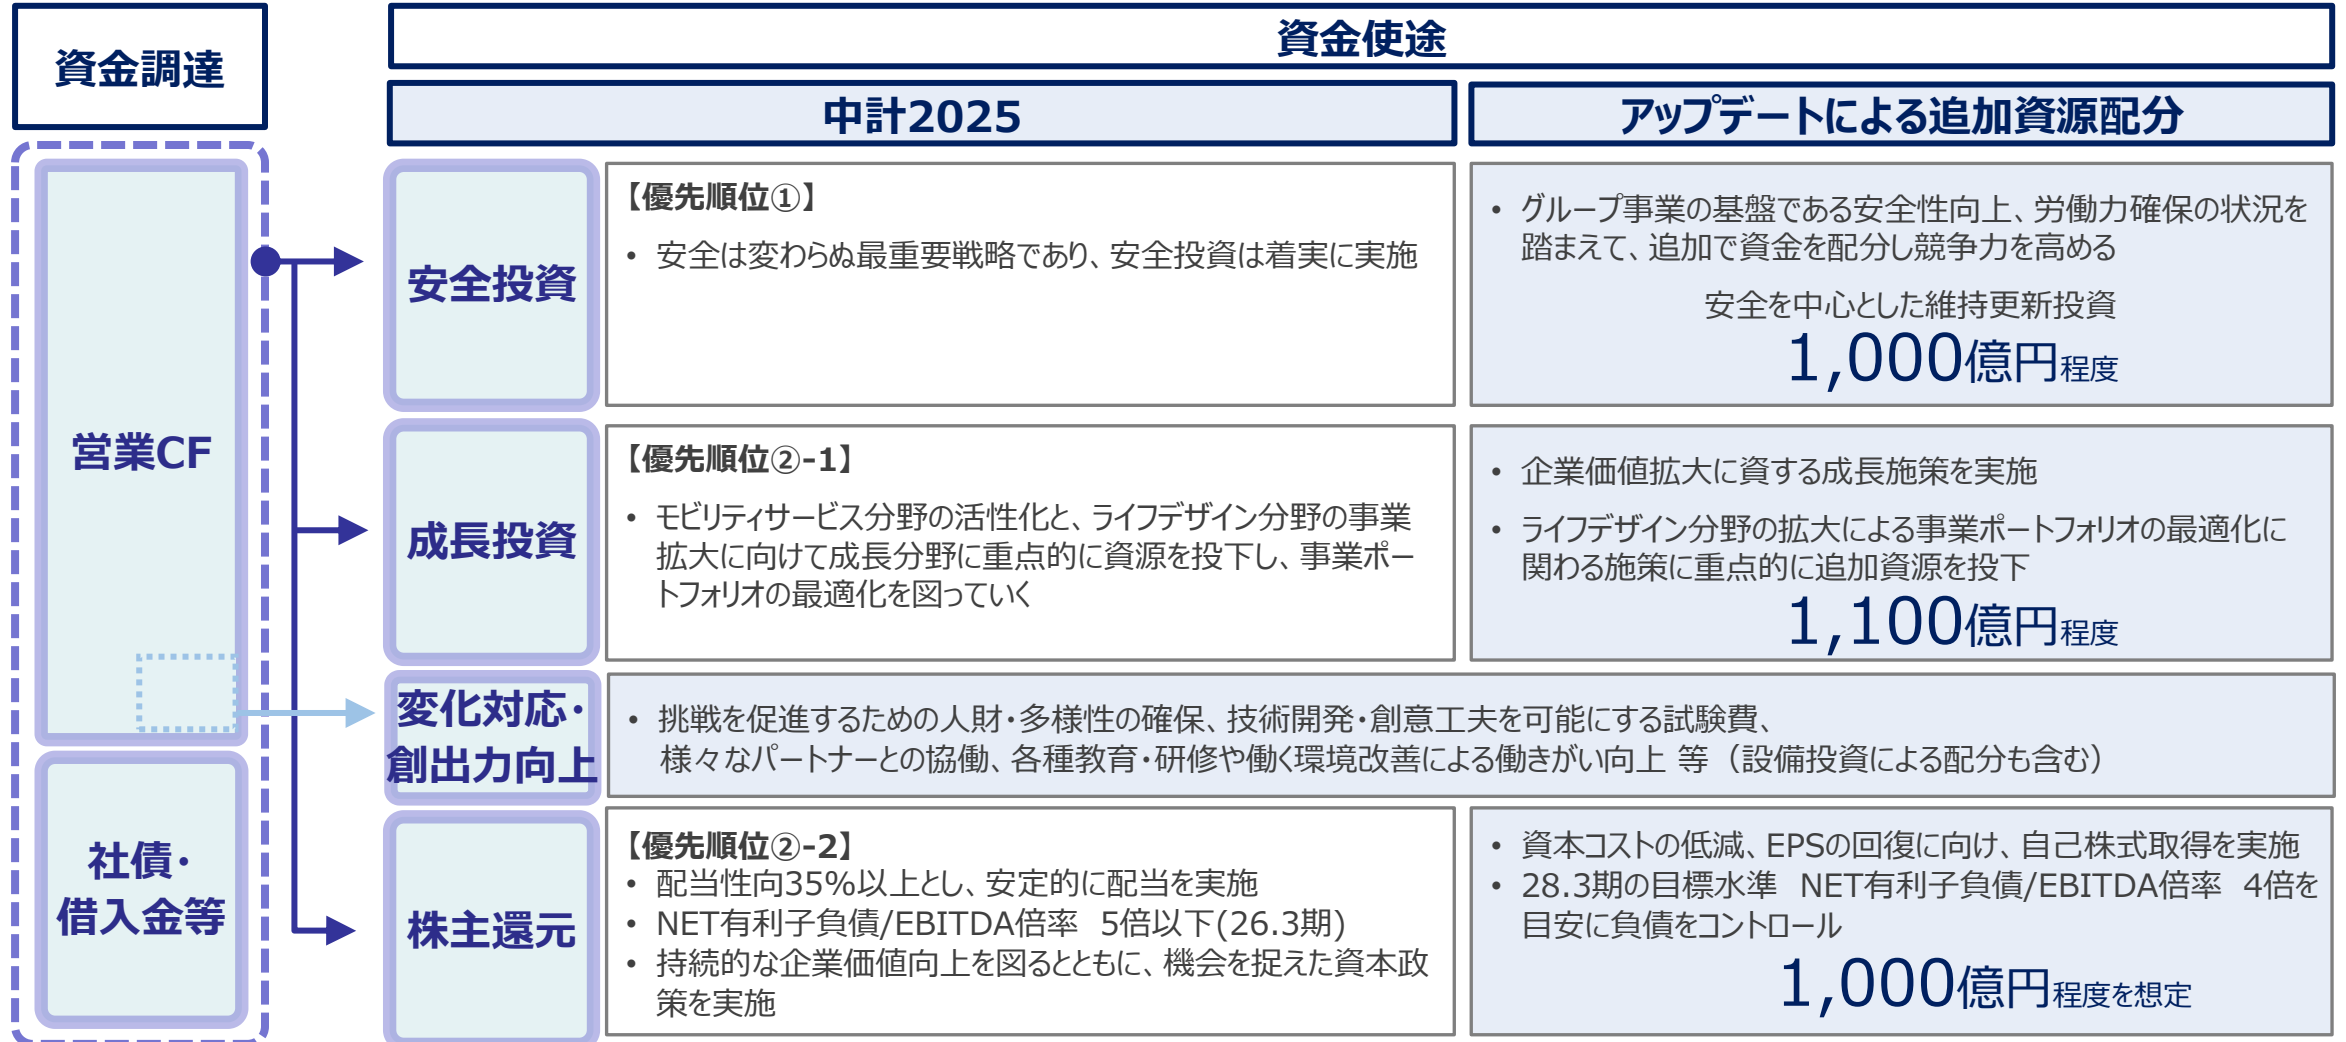 資金調達
資金使途
中計2025
アップデートによる追加資源配分
営業CF
社債・
借入金等
安全投資
【優先順位①】
• 安全は変わらぬ最重要戦略であり、安全投資は着実に実施
• グループ事業の基盤である安全性向上、労働力確保の状況を
踏まえて、追加で資金を配分し競争力を高める
安全を中心とした維持更新投資
1,000億円程度
成長投資
【優先順位②-1】
• モビリティサービス分野の活性化と、ライフデザイン分野の事業
拡大に向けて成長分野に重点的に資源を投下し、事業ポー
トフォリオの最適化を図っていく
• 企業価値拡大に資する成長施策を実施
• ライフデザイン分野の拡大による事業ポートフォリオの最適化に
関わる施策に重点的に追加資源を投下
1,100億円程度
変化対応・
創出力向上
• 挑戦を促進するための人財・多様性の確保、技術開発・創意工夫を可能にする試験費、
様々なパートナーとの協働、各種教育・研修や働く環境改善による働きがい向上 等（設備投資による配分も含む）
株主還元
【優先順位②-2】
• 配当性向35%以上とし、安定的に配当を実施
• NET有利子負債/EBITDA倍率 5倍以下(26.3期)
• 持続的な企業価値向上を図るとともに、機会を捉えた資本政
策を実施
• 資本コストの低減、EPSの回復に向け、自己株式取得を実施
• 28.3期の目標水準 NET有利子負債/EBITDA倍率 4倍を
目安に負債をコントロール
1,000億円程度を想定